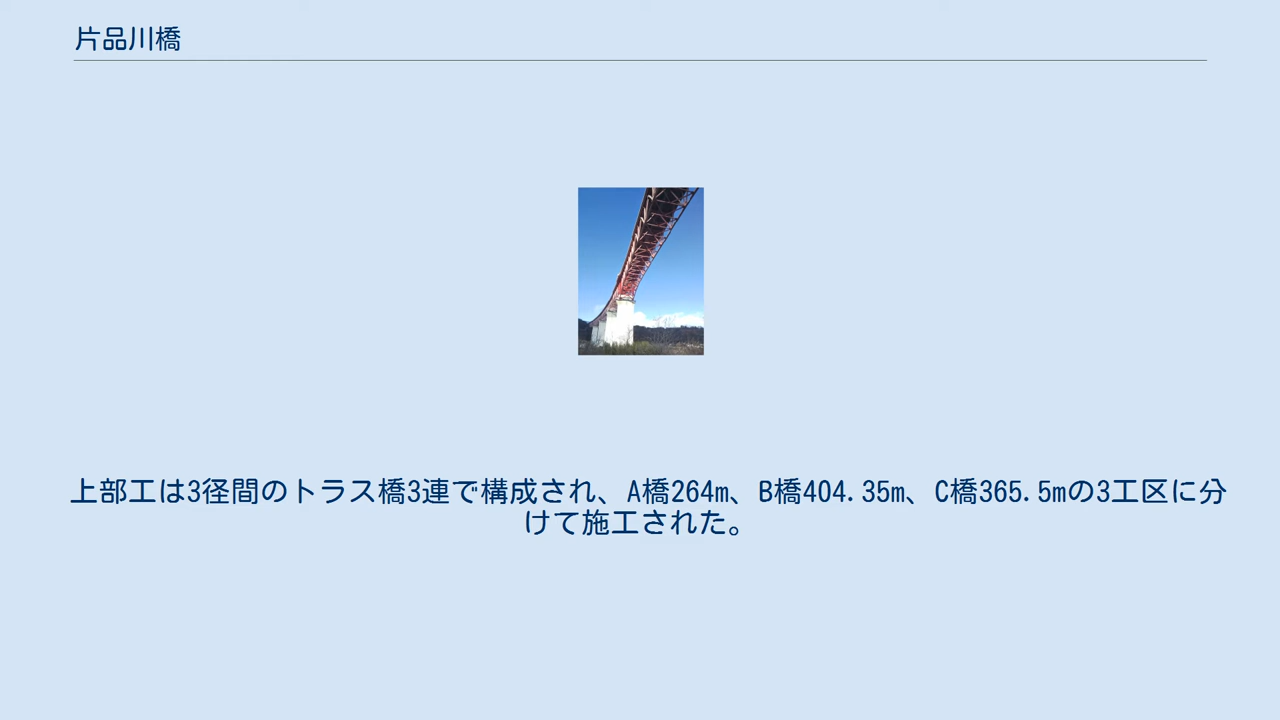 片品川橋
上部工は3径間のトラス橋3連で構成され、A橋264m、B橋404.35m、C橋365.5mの3工区に分
けて施工された。